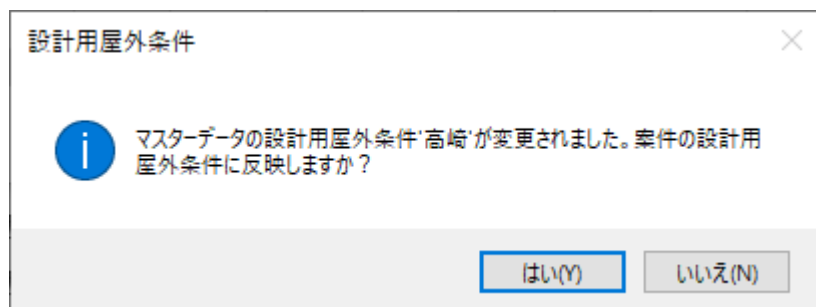 設計用屋外条件
マスターデータの設計用屋外条件'高崎'が変更されました。案件の設計用
屋外条件に反映しますか？
はい(Y)
いいえ(N)